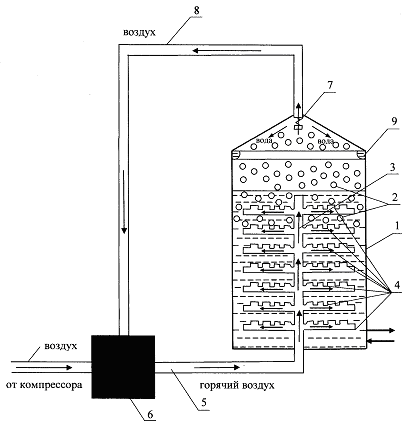 8
воздух
7
вода
вода
9
3
2
1
4
воздух
от компрессора
горячий воздух
5
6